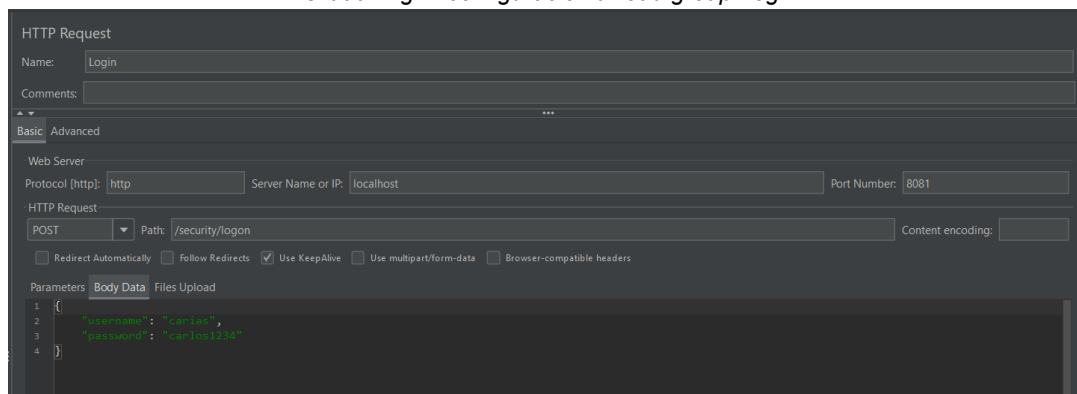 HTTP Request
Name: Login
Comments:
Basic Advanced
Web Server
Protocol [http]: http Server Name or IP: localhost Port Number: 8081
HTTP Request
POST Path: /security/logon Content encoding:
Redirect Automatically Follow Redirects Use KeepAlive Use multipart/form-data Browser-compatible headers
Parameters Body Data Files Upload
1 {
2 "username": "carias",
3 "password": "carlos1234"
4 }